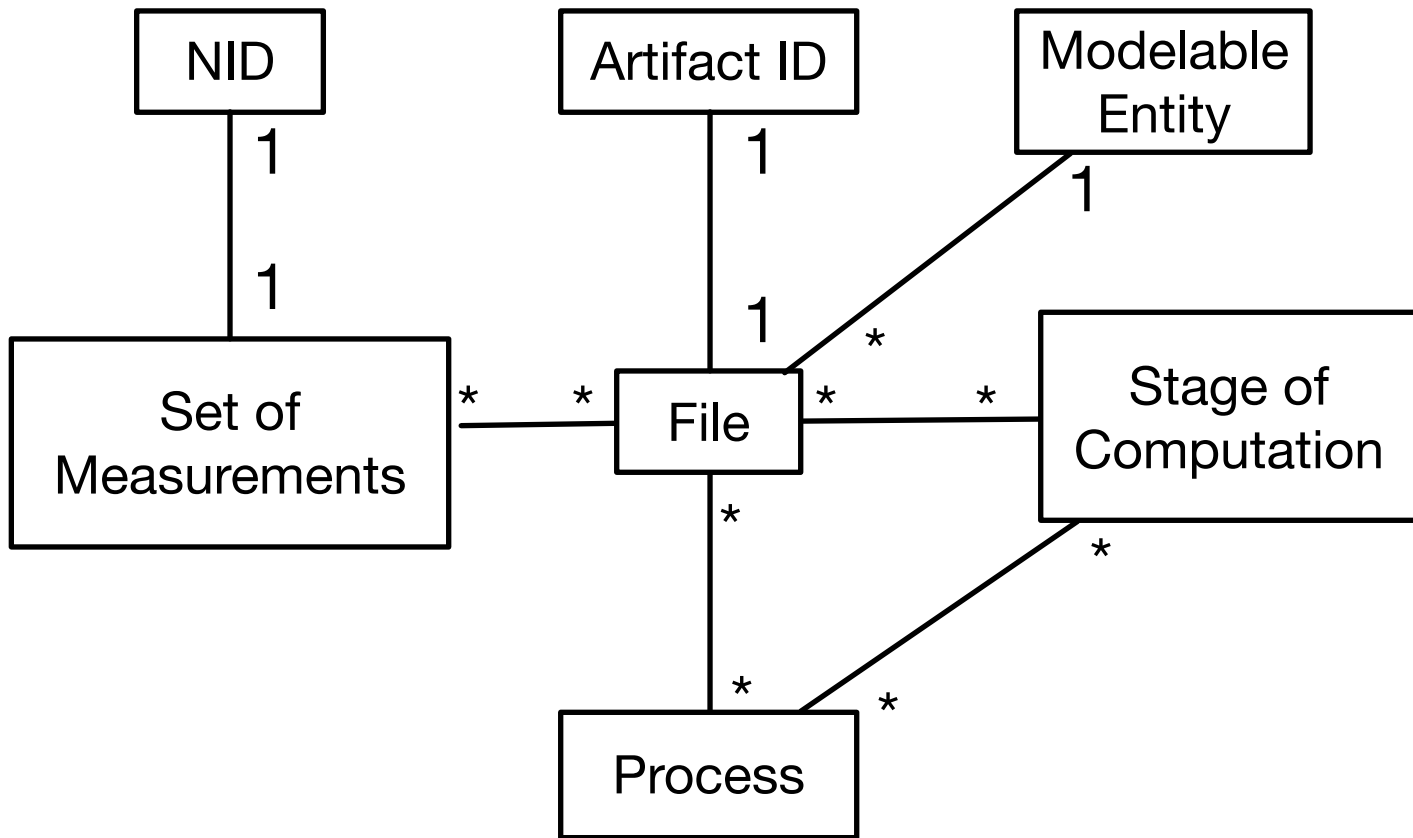 NID
Artifact ID
Modelable
Entity
1
1
1
1
1
*
Set of
Measurements
*
*
File
*
*
Stage of
Computation
*
*
*
*
Process